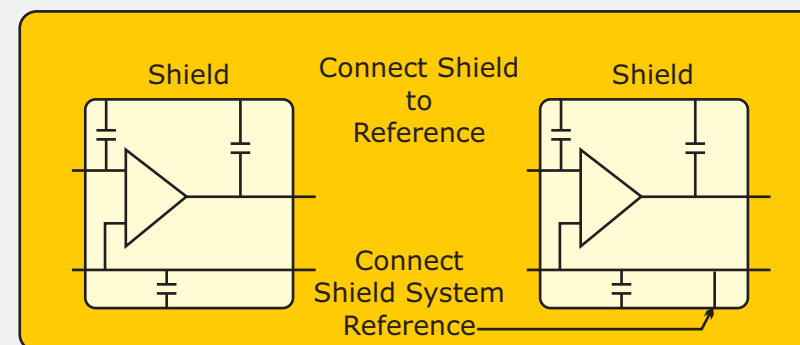 Shield
Connect Shield
to
Reference
Shield
Connect
Shield System
Reference